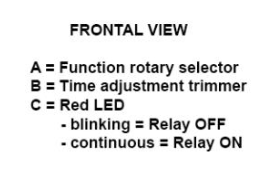 FRONTAL VIEW
A = Function rotary selector
B = Time adjustment trimmer
C = Red LED
- blinking = Relay OFF
- continuous = Relay ON